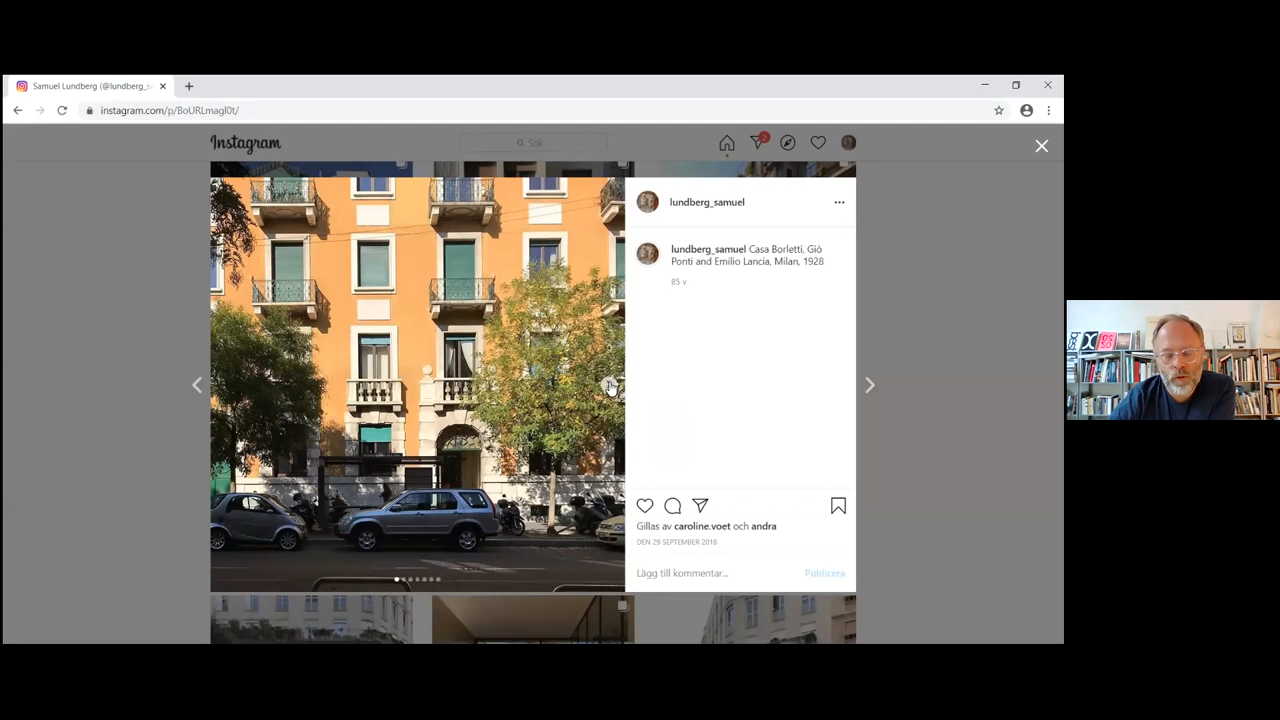 Samuel Lundberg (@lundberg_s
instagram.com/p/BoURLmagl0t/
Instagram
Sök
2
lundberg_samuel
lundberg_samuel Casa Borletti, Giò
Ponti and Emilio Lancia, Milan, 1928
85 v
Gillas av caroline.voet och andra
DEN 29 SEPTEMBER 2018
Lägg till kommentar...
Publicera